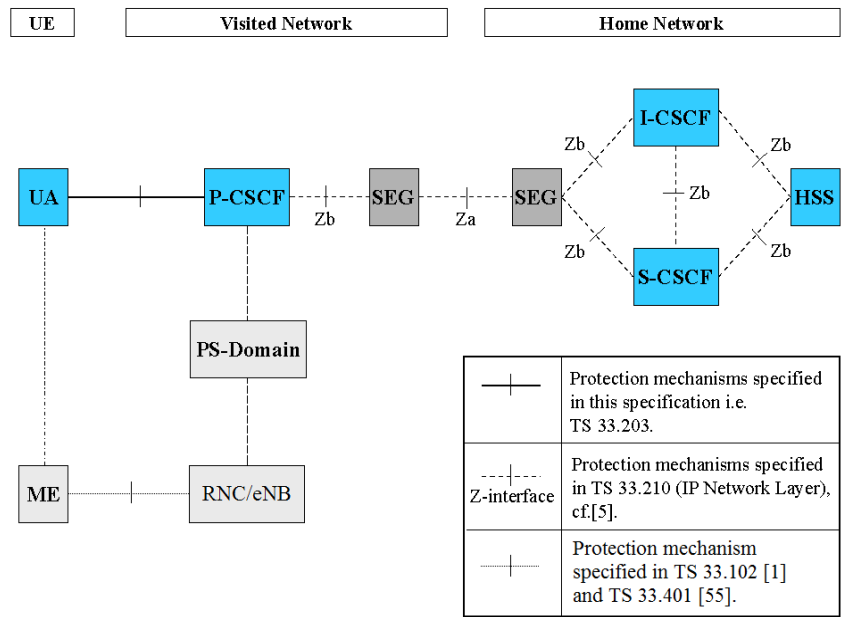 UE
Visited Network
Home Network
I-CSCF
Zb
Zb
UA
P-CSCF
SEG
SEG
Zb
HSS
Zb
Za
Zb
Zb
S-CSCF
PS-Domain
Protection mechanisms specified
in this specification i.e.
TS 33.203.
ME
RNC/eNB
Z-interface
Protection mechanisms specified
in TS 33.210 (IP Network Layer),
cf.[5].
Protection mechanism
specified in TS 33.102 [1]
and TS 33.401 [55].